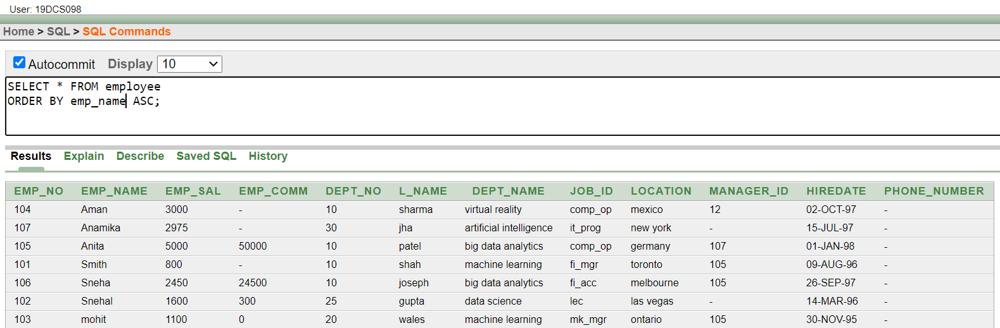 User: 19DCS098
Home > SQL > SQL Commands
Autocommit Display 10
SELECT * FROM employee
ORDER BY emp_name ASC;
Results Explain Describe Saved SQL History
EMP_NO EMP_NAME EMP_SAL EMP_COMM DEPT_NO L_NAME DEPT_NAME JOB_ID LOCATION MANAGER_ID HIREDATE PHONE_NUMBER
104 Aman 3000 - 10 sharma virtual reality comp_op mexico 12 02-OCT-97 -
107 Anamika 2975 - 30 jha artificial intelligence it_prog new york - 15-JUL-97 -
105 Anita 5000 50000 10 patel big data analytics comp_op germany 107 01-JAN-98 -
101 Smith 800 - 10 shah machine learning fi_mgr toronto 105 09-AUG-96 -
106 Sneha 2450 24500 10 joseph big data analytics fi_acc melbourne 105 26-SEP-97 -
102 Snehal 1600 300 25 gupta data science lec las vegas - 14-MAR-96 -
103 mohit 1100 0 20 wales machine learning mk_mgr ontario 105 30-NOV-95 -